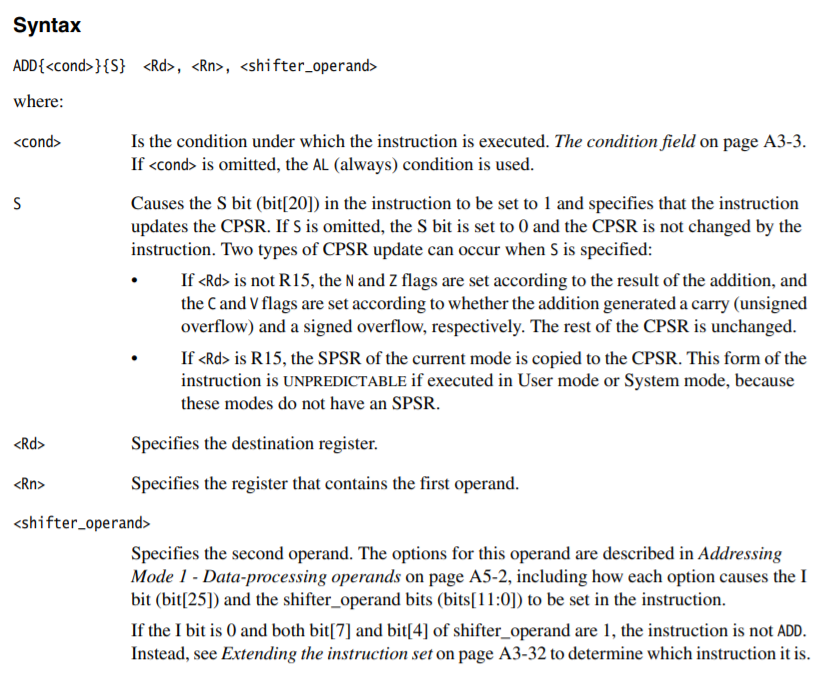 Syntax
ADD{<cond>}{S} <Rd>, <Rn>, <shifter_operand>
where:
<cond> Is the condition under which the instruction is executed. The condition field on page A3-3.
If <cond> is omitted, the AL (always) condition is used.
S Causes the S bit (bit[20]) in the instruction to be set to 1 and specifies that the instruction
updates the CPSR. If S is omitted, the S bit is set to 0 and the CPSR is not changed by the
instruction. Two types of CPSR update can occur when S is specified:
• If <Rd> is not R15, the N and Z flags are set according to the result of the addition, and
the C and V flags are set according to whether the addition generated a carry (unsigned
overflow) and a signed overflow, respectively. The rest of the CPSR is unchanged.
• If <Rd> is R15, the SPSR of the current mode is copied to the CPSR. This form of the
instruction is UNPREDICTABLE if executed in User mode or System mode, because
these modes do not have an SPSR.
<Rd> Specifies the destination register.
<Rn> Specifies the register that contains the first operand.
<shifter_operand>
Specifies the second operand. The options for this operand are described in Addressing
Mode 1 - Data-processing operands on page A5-2, including how each option causes the I
bit (bit[25]) and the shifter_operand bits (bits[11:0]) to be set in the instruction.
If the I bit is 0 and both bit[7] and bit[4] of shifter_operand are 1, the instruction is not ADD.
Instead, see Extending the instruction set on page A3-32 to determine which instruction it is.